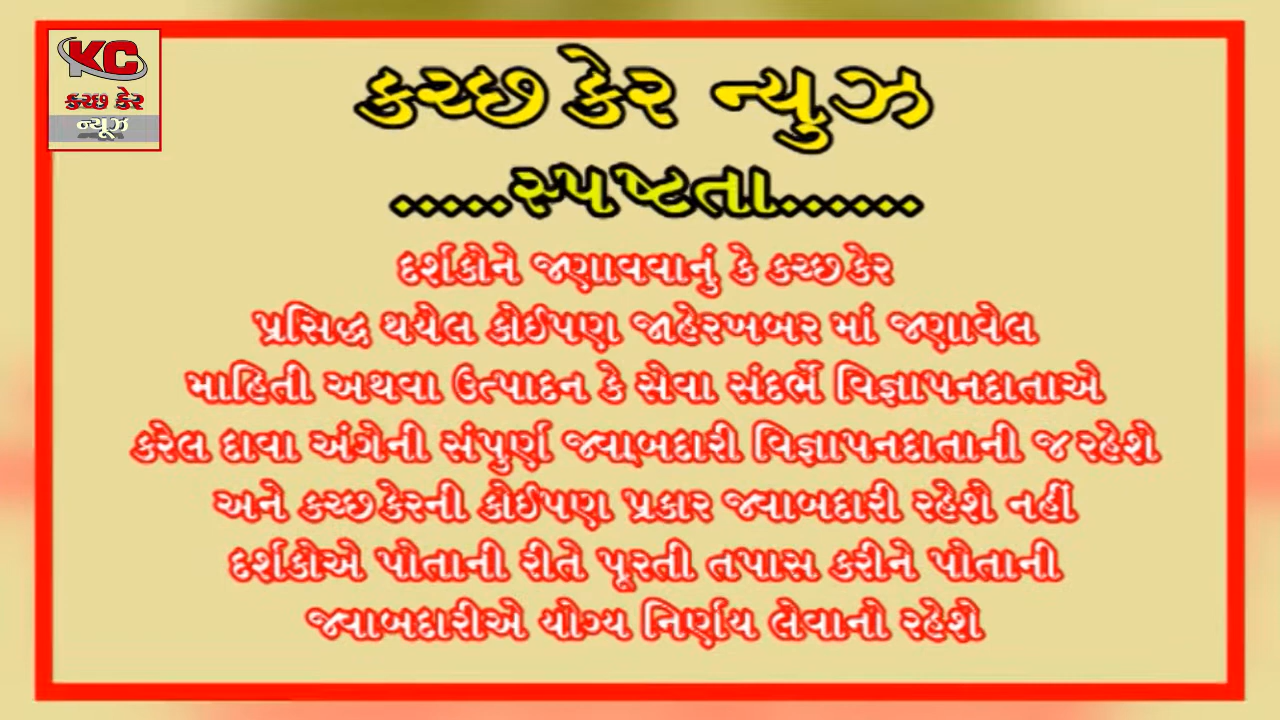 KC
કચ્છ કેર
ન્યૂઝ
કચ્છ કેર ન્યુઝ
.....સ્પષ્ટતા.......
દર્શકોને જણાવવાનું કે કચ્છ કેર
પ્રસિદ્ધ થયેલ કોઈપણ જાહેરખબર માં જણાવેલ
માહિતી અથવા ઉત્પાદન કે સેવા સંદર્ભે વિજ્ઞાપનદાતાએ
કરેલ દાવા અંગેની સંપુર્ણ જવાબદારી વિજ્ઞાપનદાતાની જ રહેશે
અને કચ્છ કેરની કોઈપણ પ્રકાર જવાબદારી રહેશે નહીં
દર્શકોએ પોતાની રીતે પૂરતી તપાસ કરીને પોતાની
જવાબદારીએ યોગ્ય નિર્ણય લેવાનો રહેશે